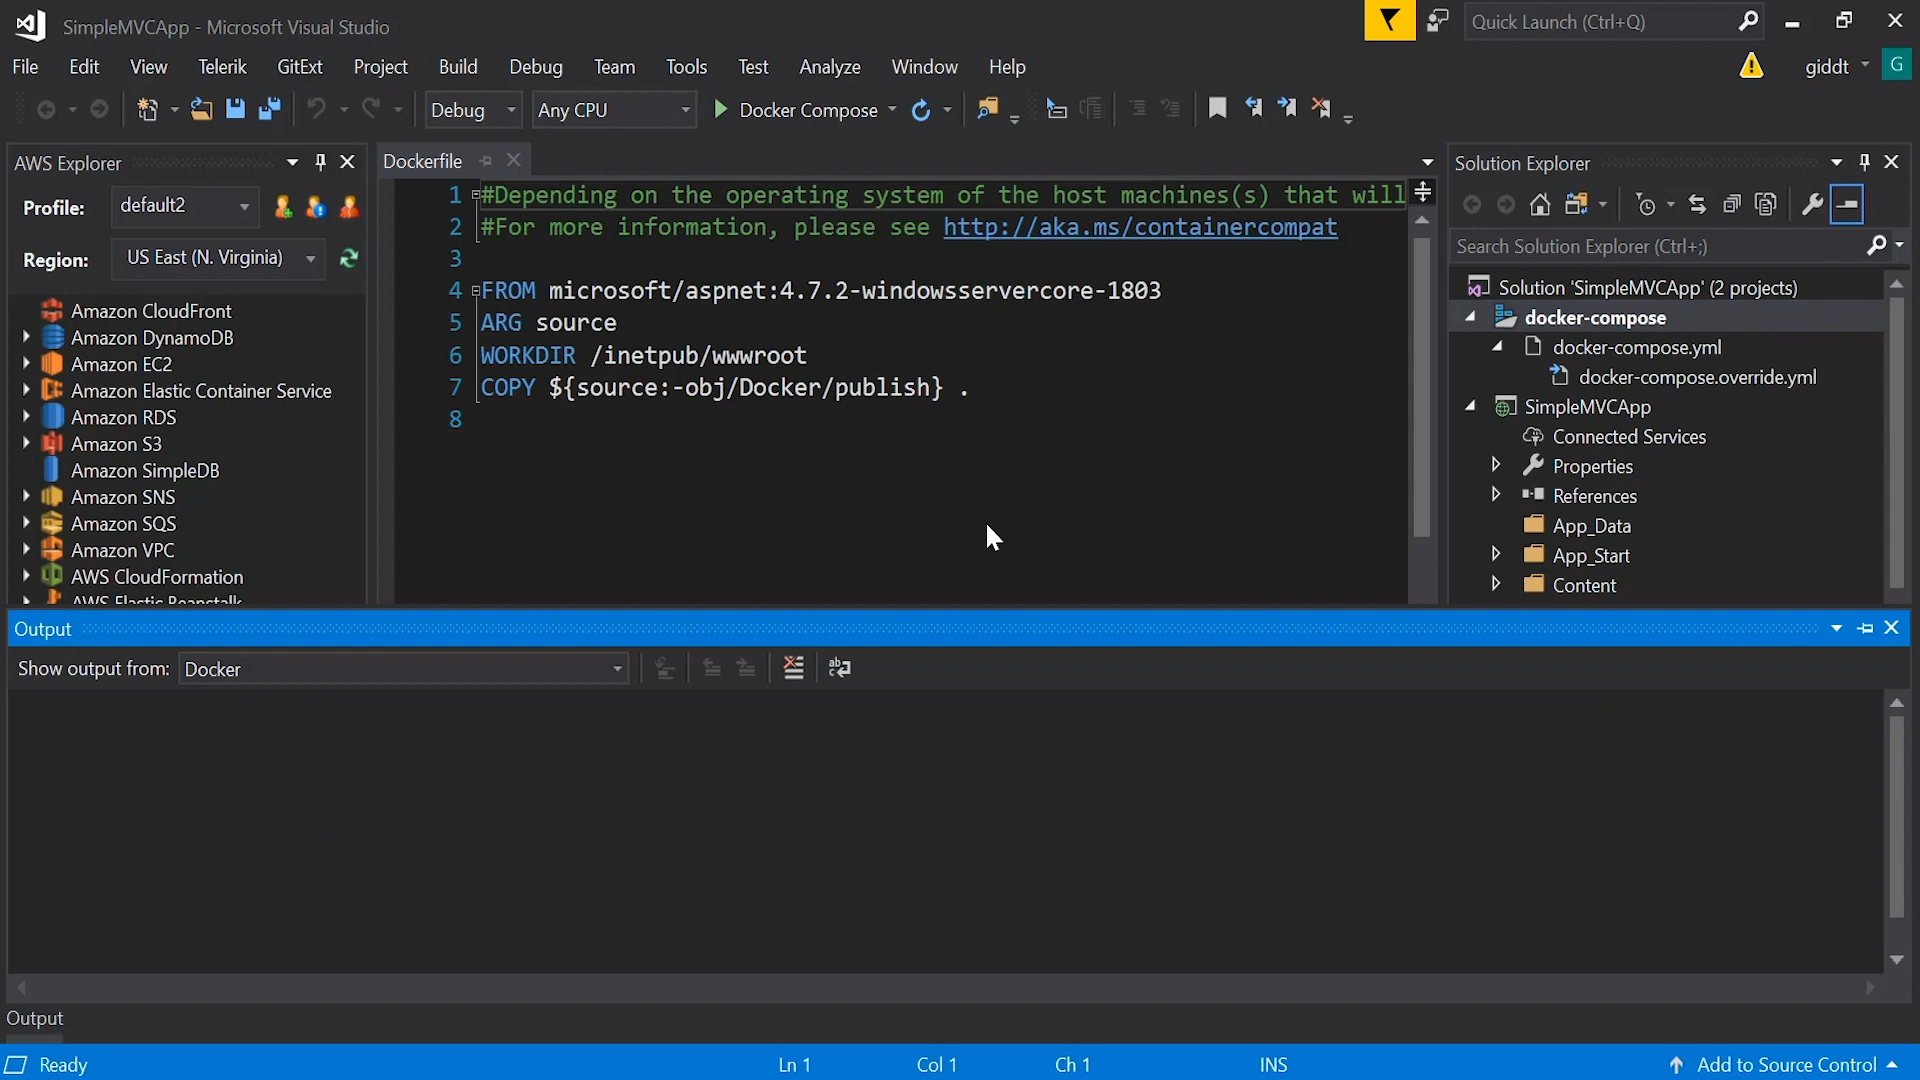 SimpleMVCApp - Microsoft Visual Studio
Quick Launch (Ctrl+Q)
File Edit View Telerik GitExt Project Build Debug Team Tools Test Analyze Window Help
giddt G
Debug Any CPU Docker Compose
AWS Explorer
Profile: default2
Region: US East (N. Virginia)
Amazon CloudFront
Amazon DynamoDB
Amazon EC2
Amazon Elastic Container Service
Amazon RDS
Amazon S3
Amazon SimpleDB
Amazon SNS
Amazon SQS
Amazon VPC
AWS CloudFormation
AWS Elastic Beanstalk
Dockerfile
1 #Depending on the operating system of the host machines(s) that will
2 #For more information, please see http://aka.ms/containercompat
3
4 FROM microsoft/aspnet:4.7.2-windowsservercore-1803
5 ARG source
6 WORKDIR /inetpub/wwwroot
7 COPY ${source:-obj/Docker/publish} .
8
Solution Explorer
Search Solution Explorer (Ctrl+;)
Solution 'SimpleMVCApp' (2 projects)
docker-compose
docker-compose.yml
docker-compose.override.yml
SimpleMVCApp
Connected Services
Properties
References
App_Data
App_Start
Content
Output
Show output from: Docker
Output
Ready Ln 1 Col 1 Ch 1 INS Add to Source Control